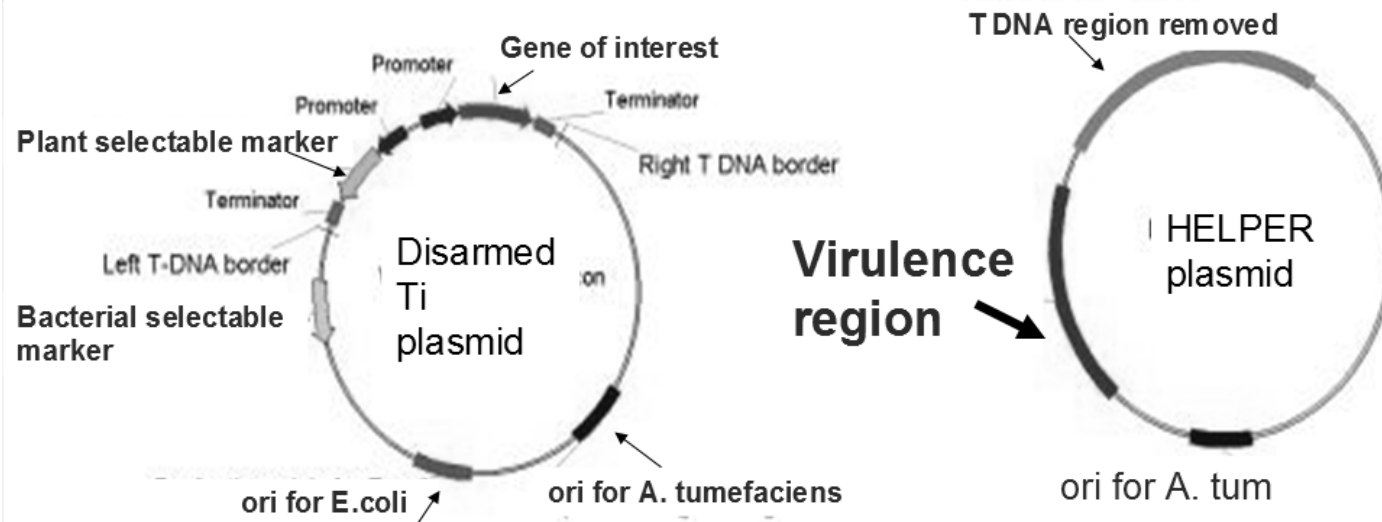 Gene of interest
Promoter
Promoter
Terminator
Plant selectable marker
Right T DNA border
Terminator
Left T-DNA border
Disarmed
Ti
plasmid
on
Bacterial selectable
marker
ori for E.coli
ori for A. tumefaciens
T DNA region removed
Virulence
region
HELPER
plasmid
ori for A. tum